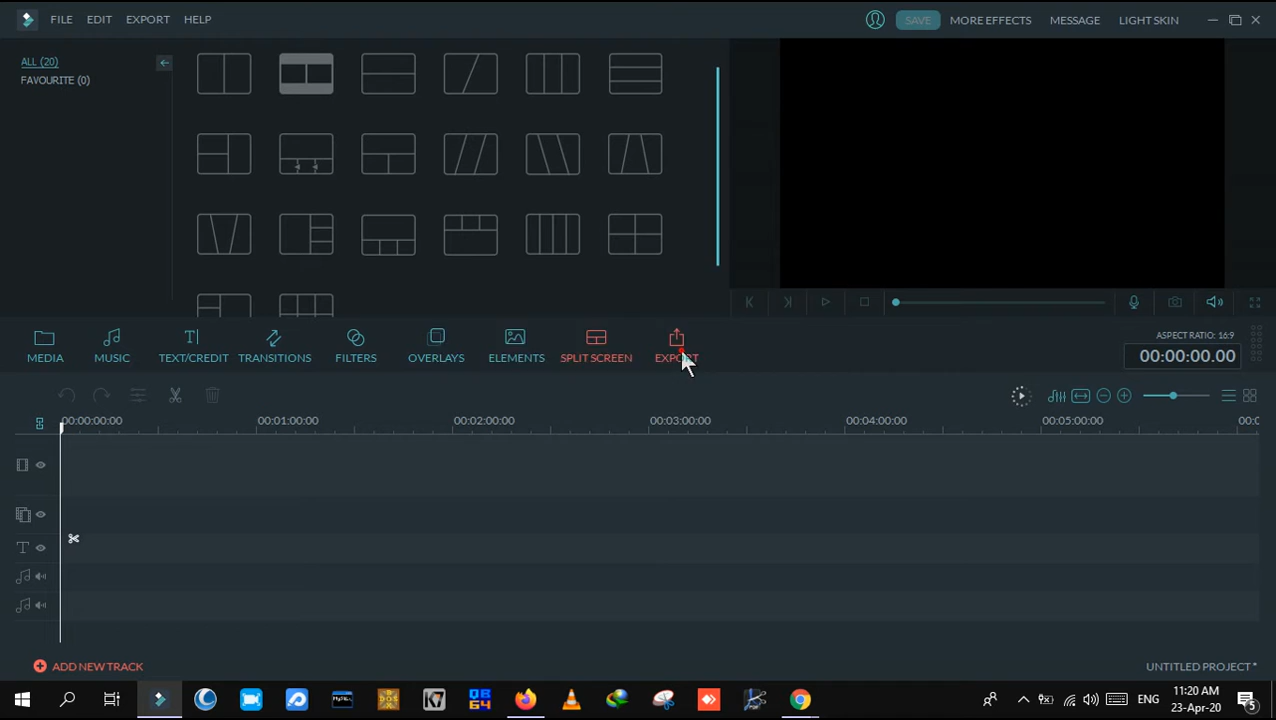 FILE EDIT EXPORT HELP SAVE MORE EFFECTS MESSAGE LIGHT SKIN
ALL (20)
FAVOURITE (0)
MEDIA MUSIC TEXT/CREDIT TRANSITIONS FILTERS OVERLAYS ELEMENTS SPLIT SCREEN EXPORT
ASPECT RATIO: 16:9
00:00:00.00
00:00:00:00 00:01:00:00 00:02:00:00 00:03:00:00 00:04:00:00 00:05:00:00
ADD NEW TRACK
UNTITLED PROJECT *
ENG
11:20 AM
23-Apr-20
5